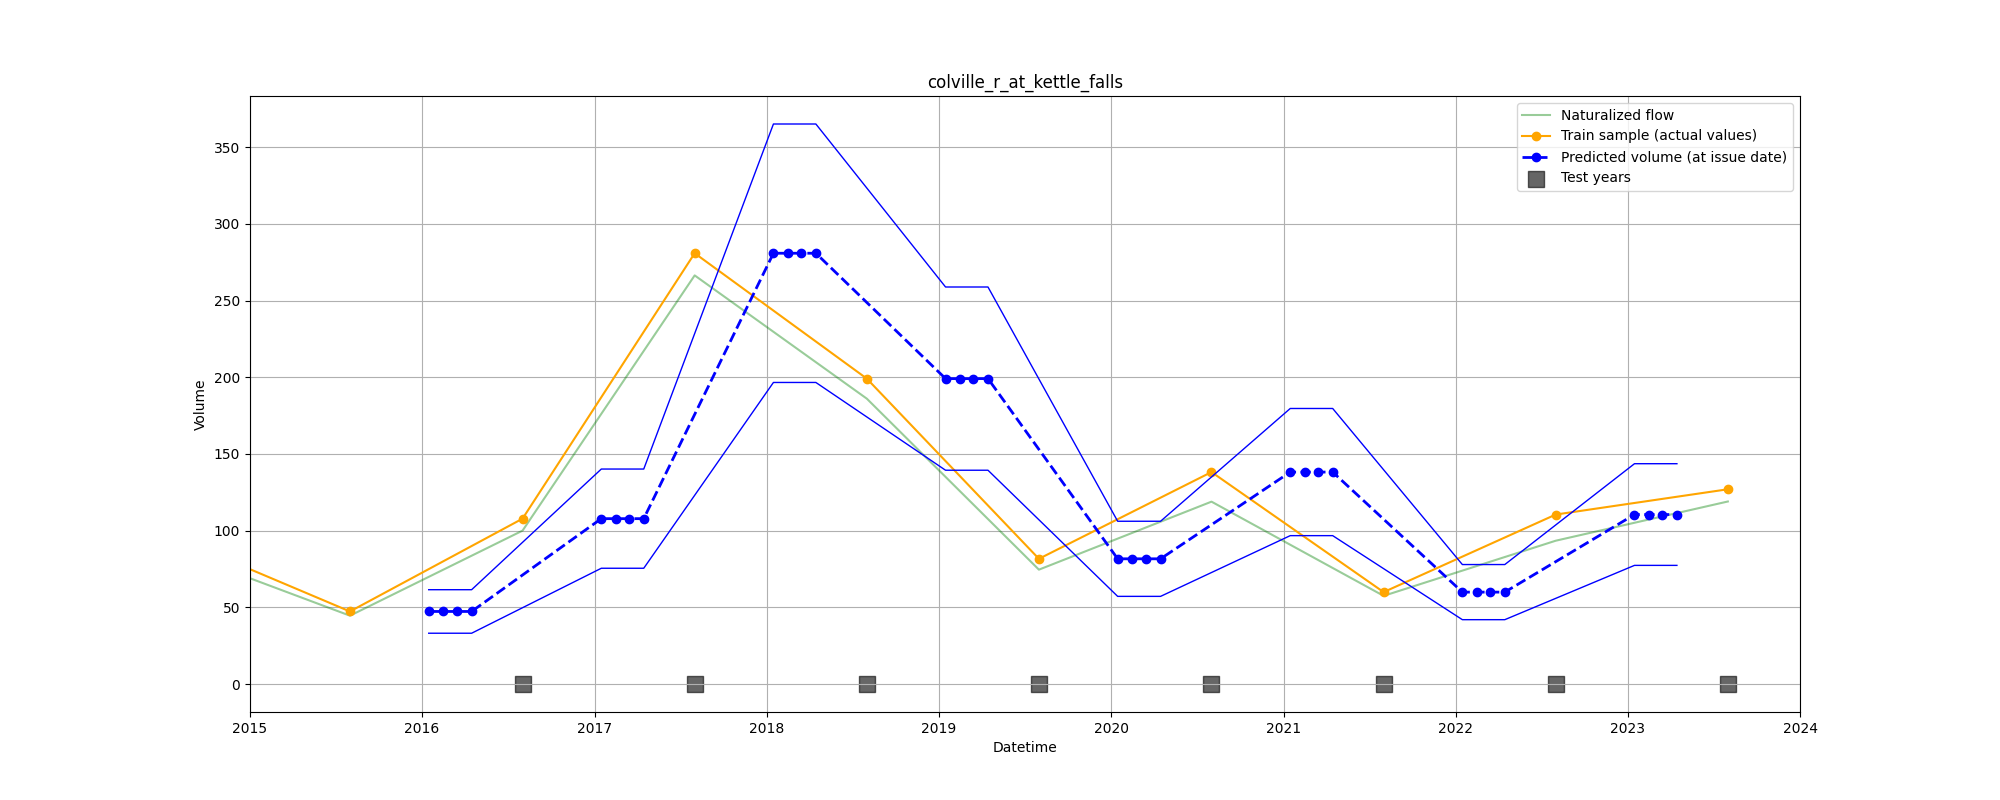 colville_r_at_kettle_falls
Naturalized flow
Train sample (actual values)
Predicted volume (at issue date)
Test years
350
300
250
200
150
100
50
0
Volume
2015 2016 2017 2018 2019 2020 2021 2022 2023 2024
Datetime